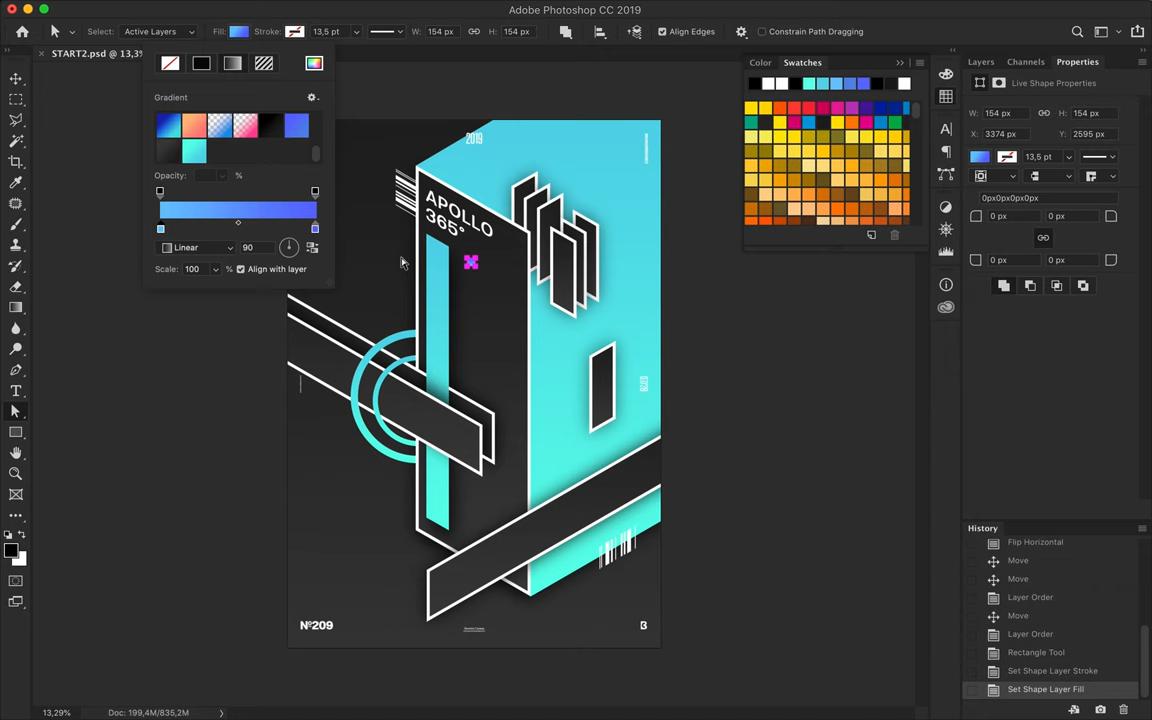 Adobe Photoshop CC 2019
Select: Active Layers Fill: Stroke: 13,5 pt W: 154 px H: 154 px Align Edges Constrain Path Dragging
START2.psd @ 13,3%
Gradient
Opacity: %
Linear 90
Scale: 100 % Align with layer
2019
APOLLO
365°
Nº209
Color Swatches
Layers Channels Properties
Live Shape Properties
W: 154 px H: 154 px
X: 3374 px Y: 2595 px
13,5 pt
0px0px0px0px
0 px 0 px
0 px 0 px
History
Flip Horizontal
Move
Move
Layer Order
Move
Layer Order
Rectangle Tool
Set Shape Layer Stroke
Set Shape Layer Fill
13,29% Doc: 199,4M/835,2M